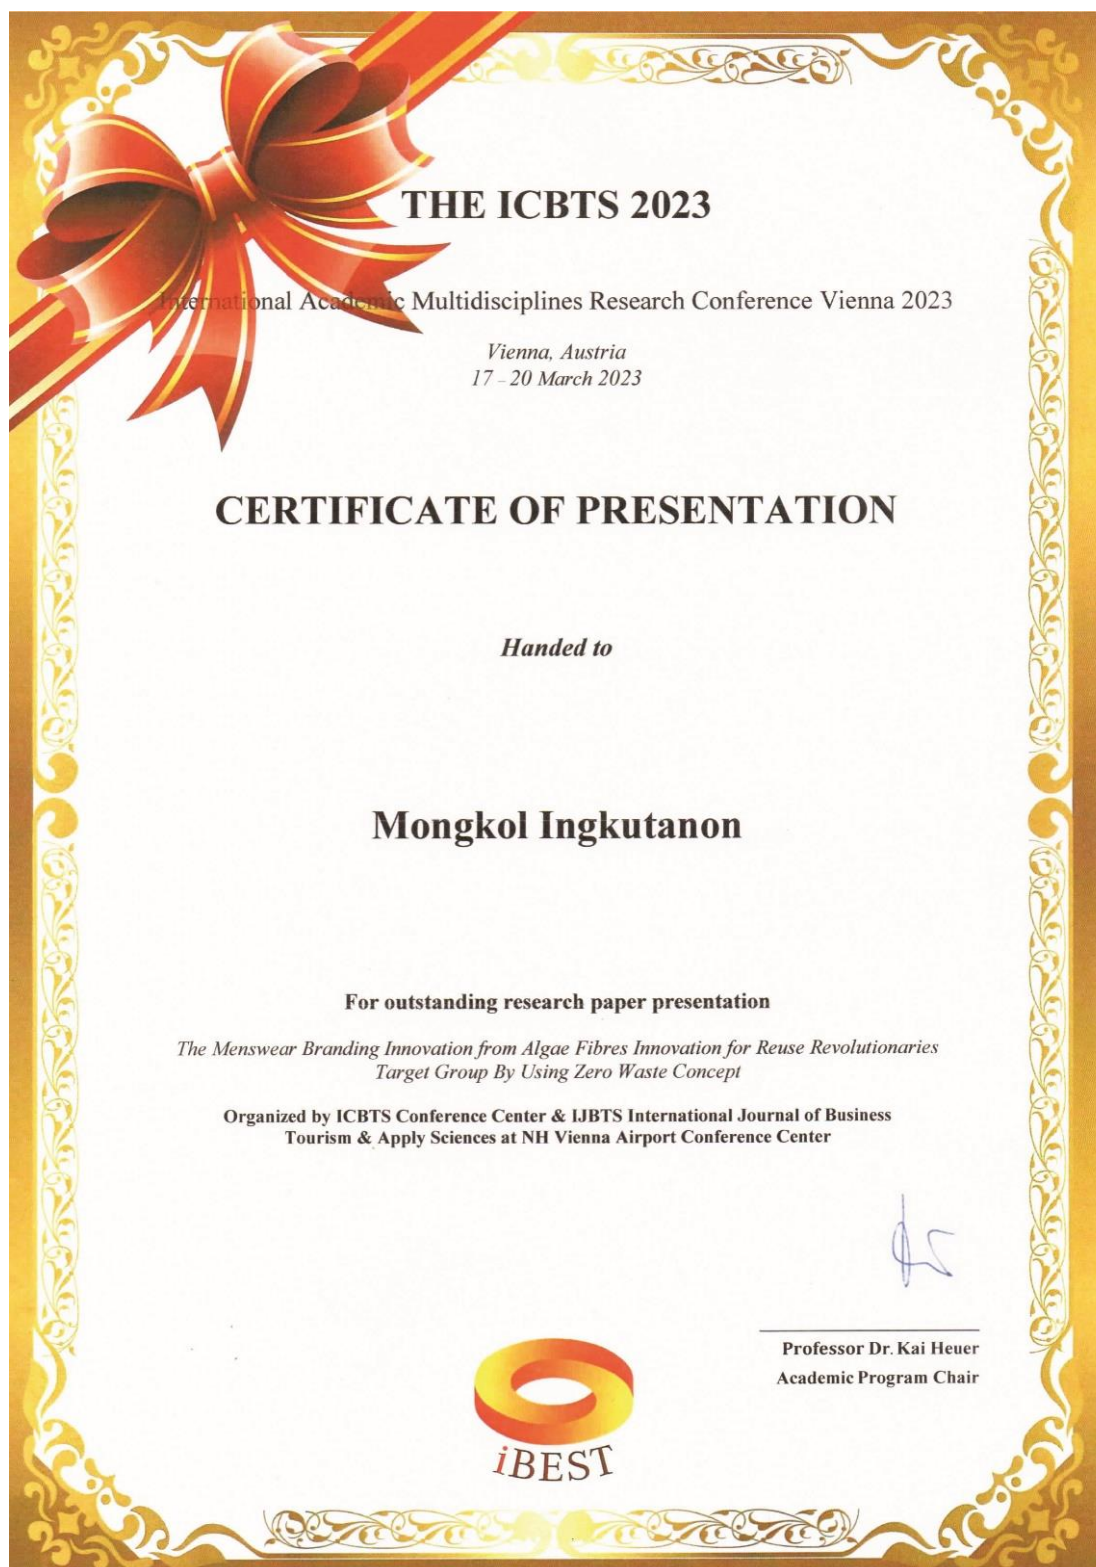 THE ICBTS 2023
International Academic Multidisciplines Research Conference Vienna 2023
Vienna, Austria
17 - 20 March 2023
CERTIFICATE OF PRESENTATION
Handed to
Mongkol Ingkutanon
For outstanding research paper presentation
The Menswear Branding Innovation from Algae Fibres Innovation for Reuse Revolutionaries
Target Group By Using Zero Waste Concept
Organized by ICBTS Conference Center & IJBTS International Journal of Business
Tourism & Apply Sciences at NH Vienna Airport Conference Center
Professor Dr. Kai Heuer
Academic Program Chair
iBEST